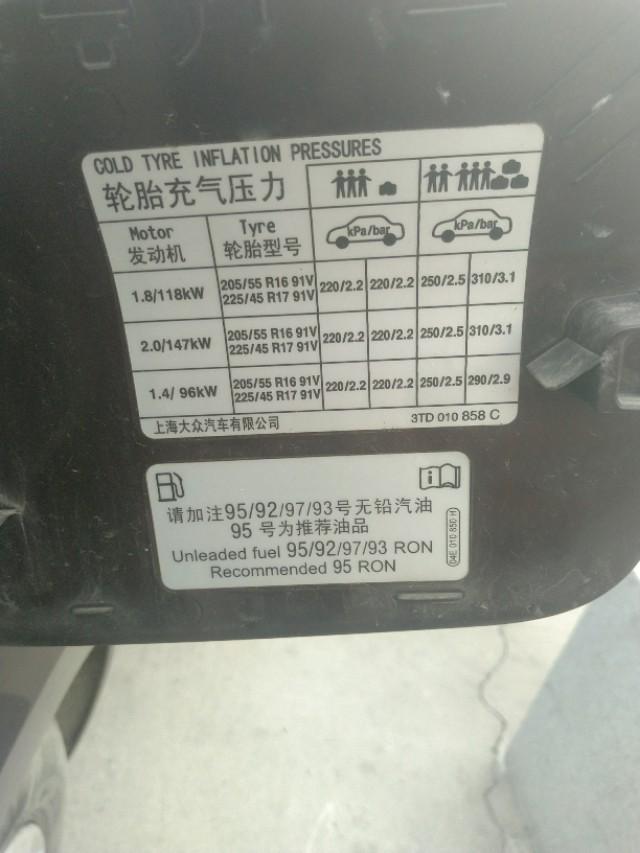 COLD TYRE INFLATION PRESSURES
轮胎充气压力
Motor
发动机
Tyre
轮胎型号
kPa/bar
kPa/bar
1.8/118kW
205/55 R16 91V
225/45 R17 91V
220/2.2 220/2.2 250/2.5 310/3.1
2.0/147kW
205/55 R16 91V
225/45 R17 91V
220/2.2 220/2.2 250/2.5 310/3.1
1.4/ 96kW
205/55 R16 91V
225/45 R17 91V
220/2.2 220/2.2 250/2.5 290/2.9
上海大众汽车有限公司 3TD 010 858 C
请加注95/92/97/93号无铅汽油
95 号为推荐油品
Unleaded fuel 95/92/97/93 RON
Recommended 95 RON
04E 010 850 H